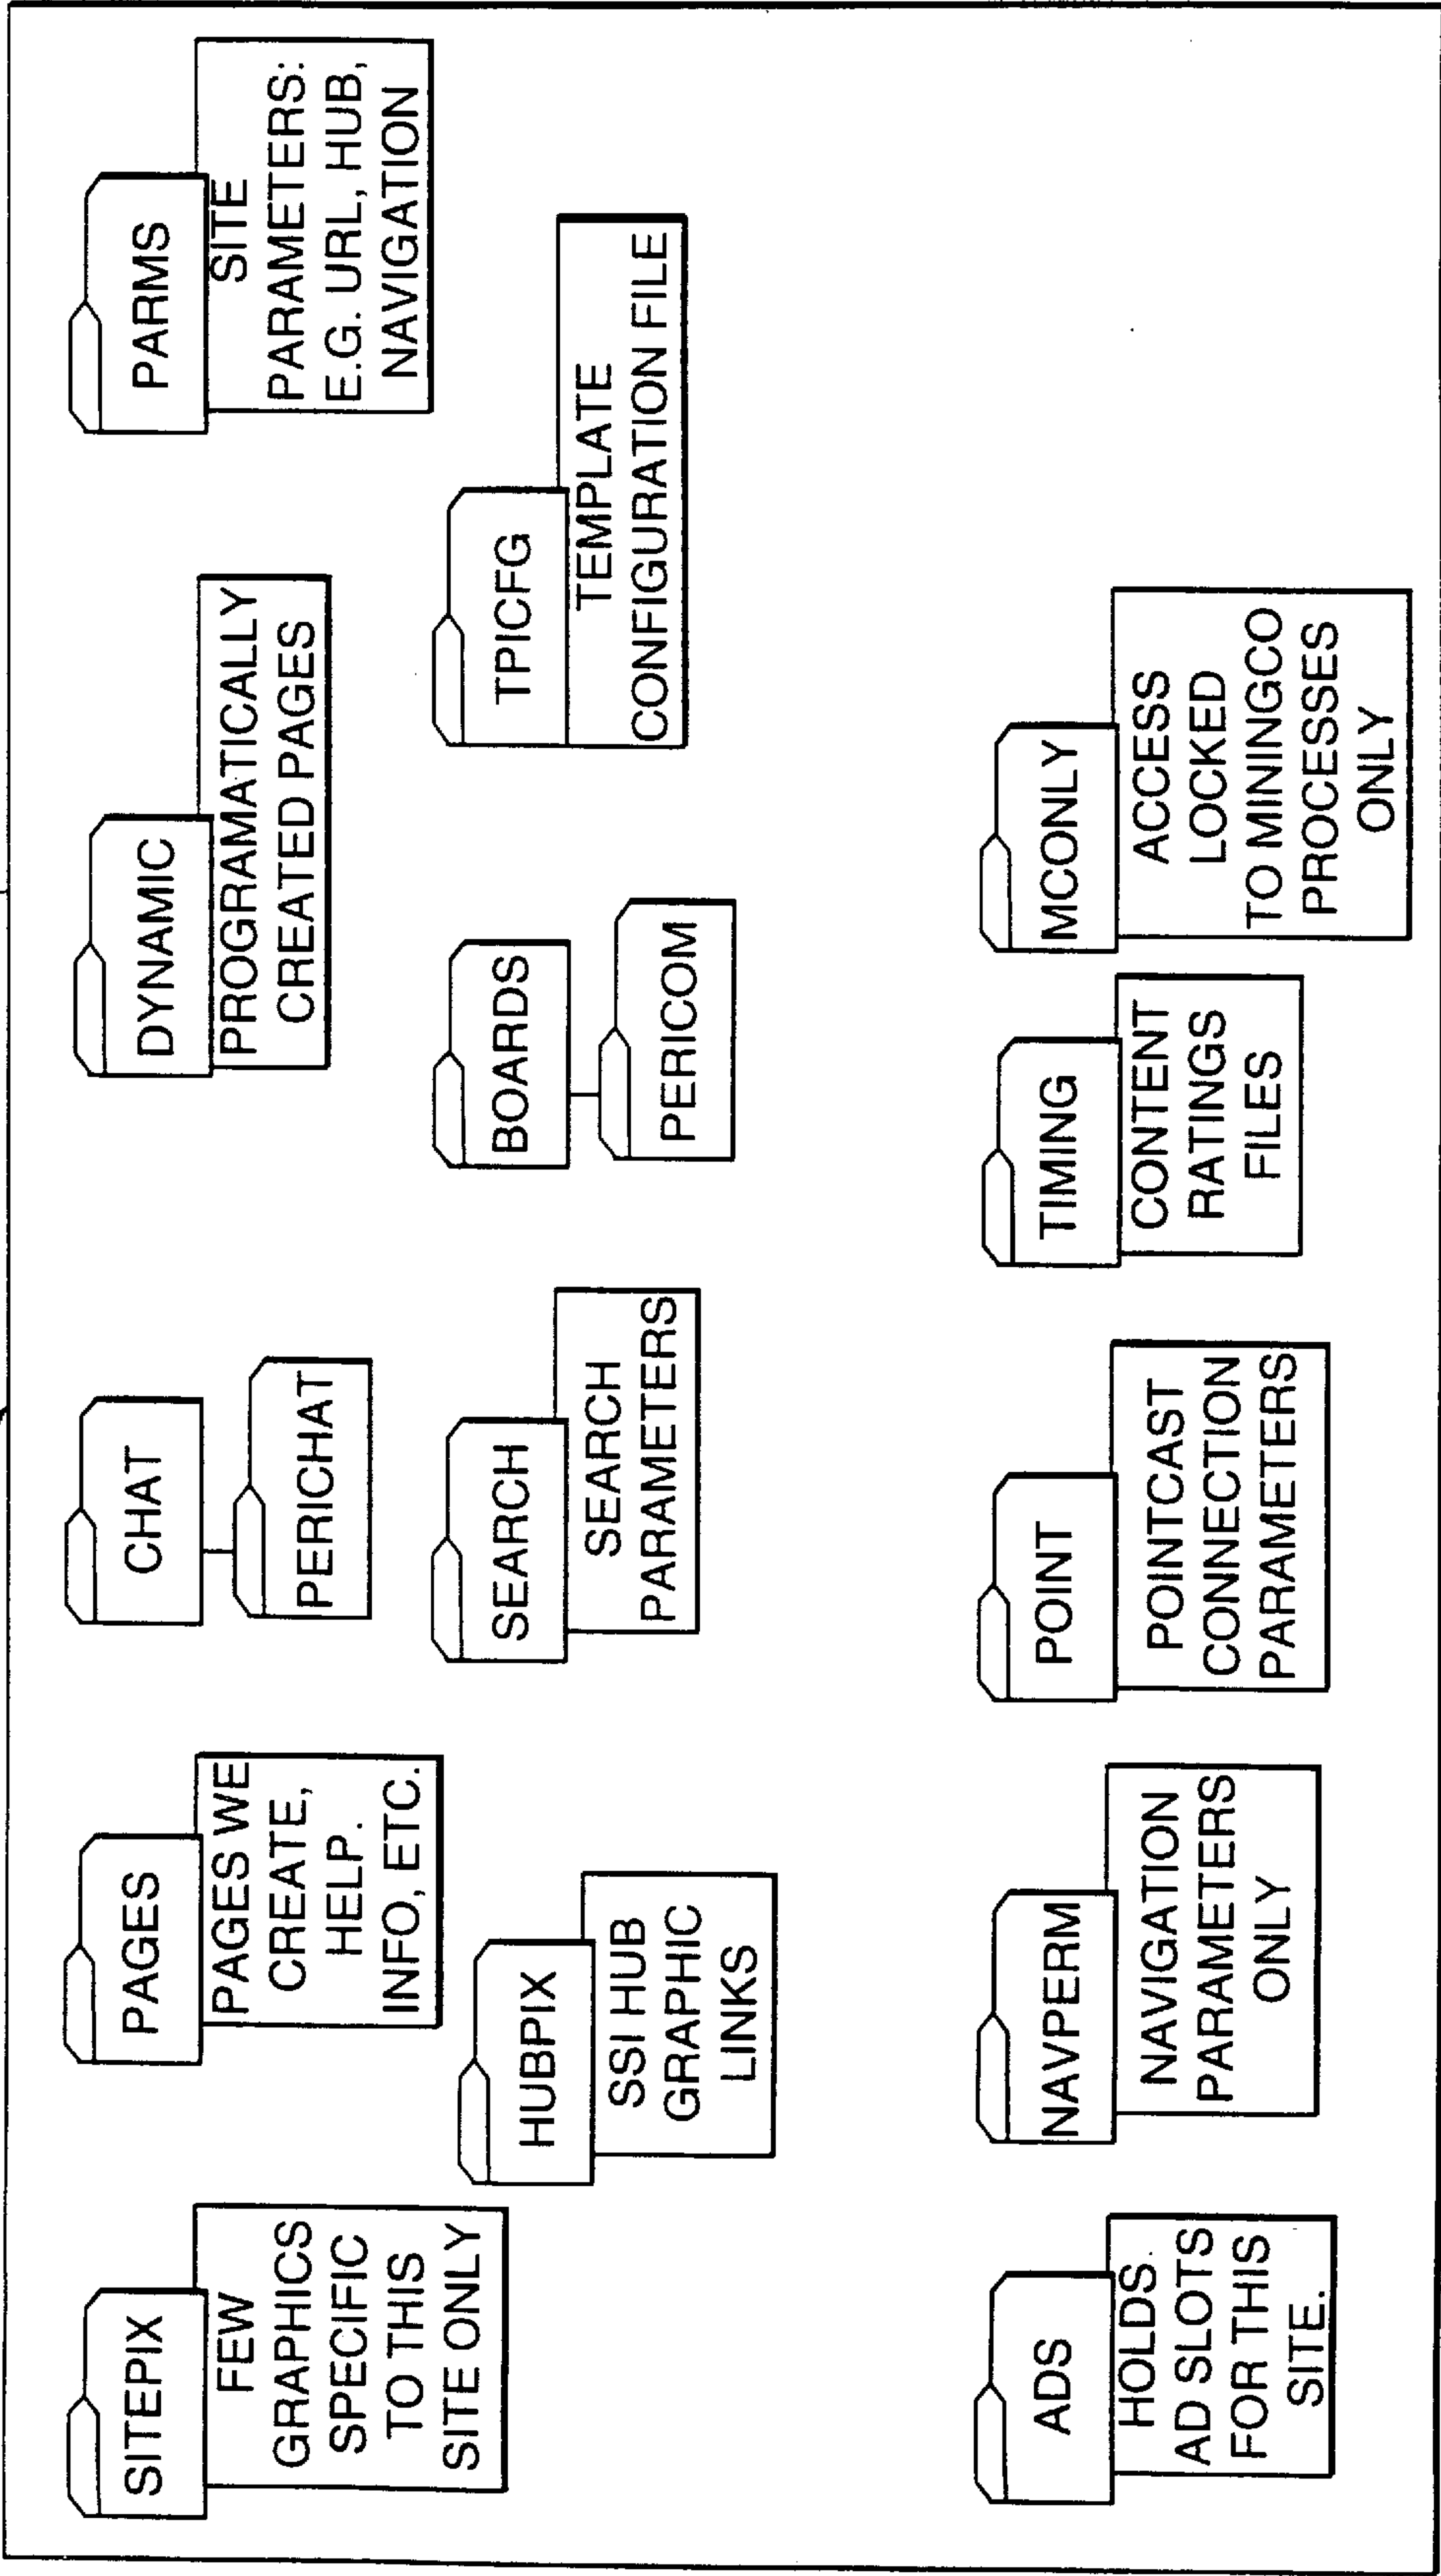 SITEPIX
FEW
GRAPHICS
SPECIFIC
TO THIS
SITE ONLY
PAGES
PAGES WE
CREATE,
HELP.
INFO, ETC.
CHAT
PERICHAT
DYNAMIC
PROGRAMATICALLY
CREATED PAGES
PARMS
SITE
PARAMETERS:
E.G. URL, HUB,
NAVIGATION
HUBPIX
SSI HUB
GRAPHIC
LINKS
SEARCH
SEARCH
PARAMETERS
BOARDS
PERICOM
TPICFG
TEMPLATE
CONFIGURATION FILE
ADS
HOLDS
AD SLOTS
FOR THIS
SITE.
NAVPERM
NAVIGATION
PARAMETERS
ONLY
POINT
POINTCAST
CONNECTION
PARAMETERS
TIMING
CONTENT
RATINGS
FILES
MCONLY
ACCESS
LOCKED
TO MININGCO
PROCESSES
ONLY